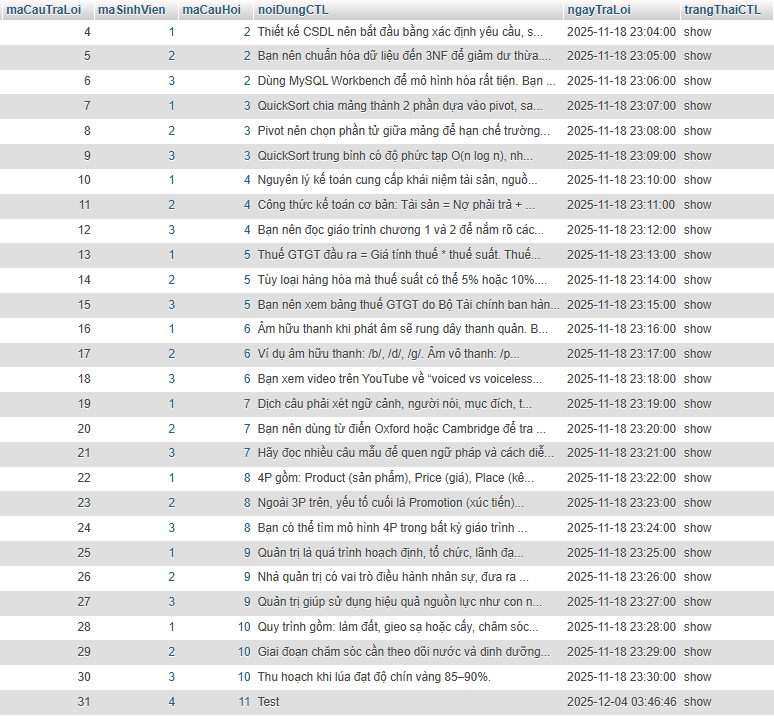 maCauTraLoi maSinhVien maCauHoi noiDungCTL ngayTraLoi trangThaiCTL
4 1 2 Thiết kế CSDL nên bắt đầu bằng xác định yêu cầu, s... 2025-11-18 23:04:00 show
5 2 2 Bạn nên chuẩn hóa dữ liệu đến 3NF để giảm dư thừa.... 2025-11-18 23:05:00 show
6 3 2 Dùng MySQL Workbench để mô hình hóa rất tiện. Bạn ... 2025-11-18 23:06:00 show
7 1 3 QuickSort chia mảng thành 2 phần dựa vào pivot, sa... 2025-11-18 23:07:00 show
8 2 3 Pivot nên chọn phần tử giữa mảng để hạn chế trường... 2025-11-18 23:08:00 show
9 3 3 QuickSort trung bình có độ phức tạp O(n log n), nh... 2025-11-18 23:09:00 show
10 1 4 Nguyên lý kế toán cung cấp khái niệm tài sản, nguồ... 2025-11-18 23:10:00 show
11 2 4 Công thức kế toán cơ bản: Tài sản = Nợ phải trả + ... 2025-11-18 23:11:00 show
12 3 4 Bạn nên đọc giáo trình chương 1 và 2 để nắm rõ các... 2025-11-18 23:12:00 show
13 1 5 Thuế GTGT đầu ra = Giá tính thuế * thuế suất. Thuế... 2025-11-18 23:13:00 show
14 2 5 Tùy loại hàng hóa mà thuế suất có thể 5% hoặc 10%.... 2025-11-18 23:14:00 show
15 3 5 Bạn nên xem bảng thuế GTGT do Bộ Tài chính ban hàn... 2025-11-18 23:15:00 show
16 1 6 Âm hữu thanh khi phát âm sẽ rung dây thanh quản. B... 2025-11-18 23:16:00 show
17 2 6 Ví dụ âm hữu thanh: /b/, /d/, /g/. Âm vô thanh: /p... 2025-11-18 23:17:00 show
18 3 6 Bạn xem video trên YouTube về “voiced vs voiceless... 2025-11-18 23:18:00 show
19 1 7 Dịch câu phải xét ngữ cảnh, người nói, mục đích, t... 2025-11-18 23:19:00 show
20 2 7 Bạn nên dùng từ điển Oxford hoặc Cambridge để tra ... 2025-11-18 23:20:00 show
21 3 7 Hãy đọc nhiều câu mẫu để quen ngữ pháp và cách diễ... 2025-11-18 23:21:00 show
22 1 8 4P gồm: Product (sản phẩm), Price (giá), Place (kê... 2025-11-18 23:22:00 show
23 2 8 Ngoài 3P trên, yếu tố cuối là Promotion (xúc tiến)... 2025-11-18 23:23:00 show
24 3 8 Bạn có thể tìm mô hình 4P trong bất kỳ giáo trình ... 2025-11-18 23:24:00 show
25 1 9 Quản trị là quá trình hoạch định, tổ chức, lãnh đạ... 2025-11-18 23:25:00 show
26 2 9 Nhà quản trị có vai trò điều hành nhân sự, đưa ra ... 2025-11-18 23:26:00 show
27 3 9 Quản trị giúp sử dụng hiệu quả nguồn lực như con n... 2025-11-18 23:27:00 show
28 1 10 Quy trình gồm: làm đất, gieo sạ hoặc cấy, chăm sóc... 2025-11-18 23:28:00 show
29 2 10 Giai đoạn chăm sóc cần theo dõi nước và dinh dưỡng... 2025-11-18 23:29:00 show
30 3 10 Thu hoạch khi lúa đạt độ chín vàng 85–90%. 2025-11-18 23:30:00 show
31 4 11 Test 2025-12-04 03:46:46 show